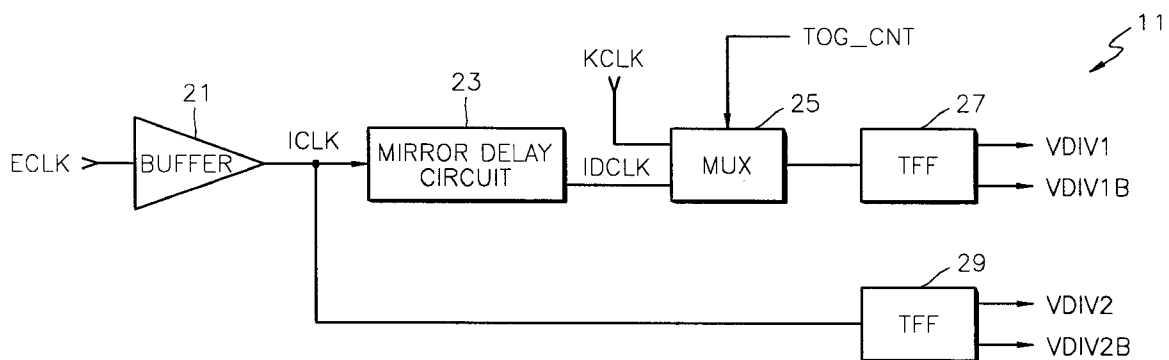 11
TOG_CNT
KCLK
21
23
25
27
ECLK
BUFFER
ICLK
MIRROR DELAY
CIRCUIT
IDCLK
MUX
TFF
VDIV1
VDIV1B
29
TFF
VDIV2
VDIV2B